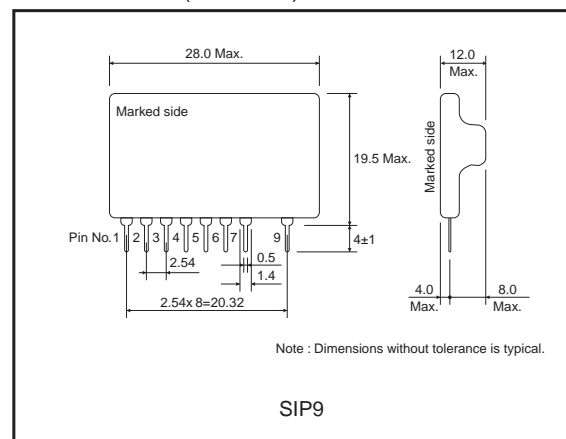 28.0 Max.
12.0
Max.
Marked side
Marked side
19.5 Max.
Pin No.1 2 3 4 5 6 7 9
4±1
2.54
0.5
1.4
2.54x 8=20.32
4.0
Max.
8.0
Max.
Note : Dimensions without tolerance is typical.
SIP9